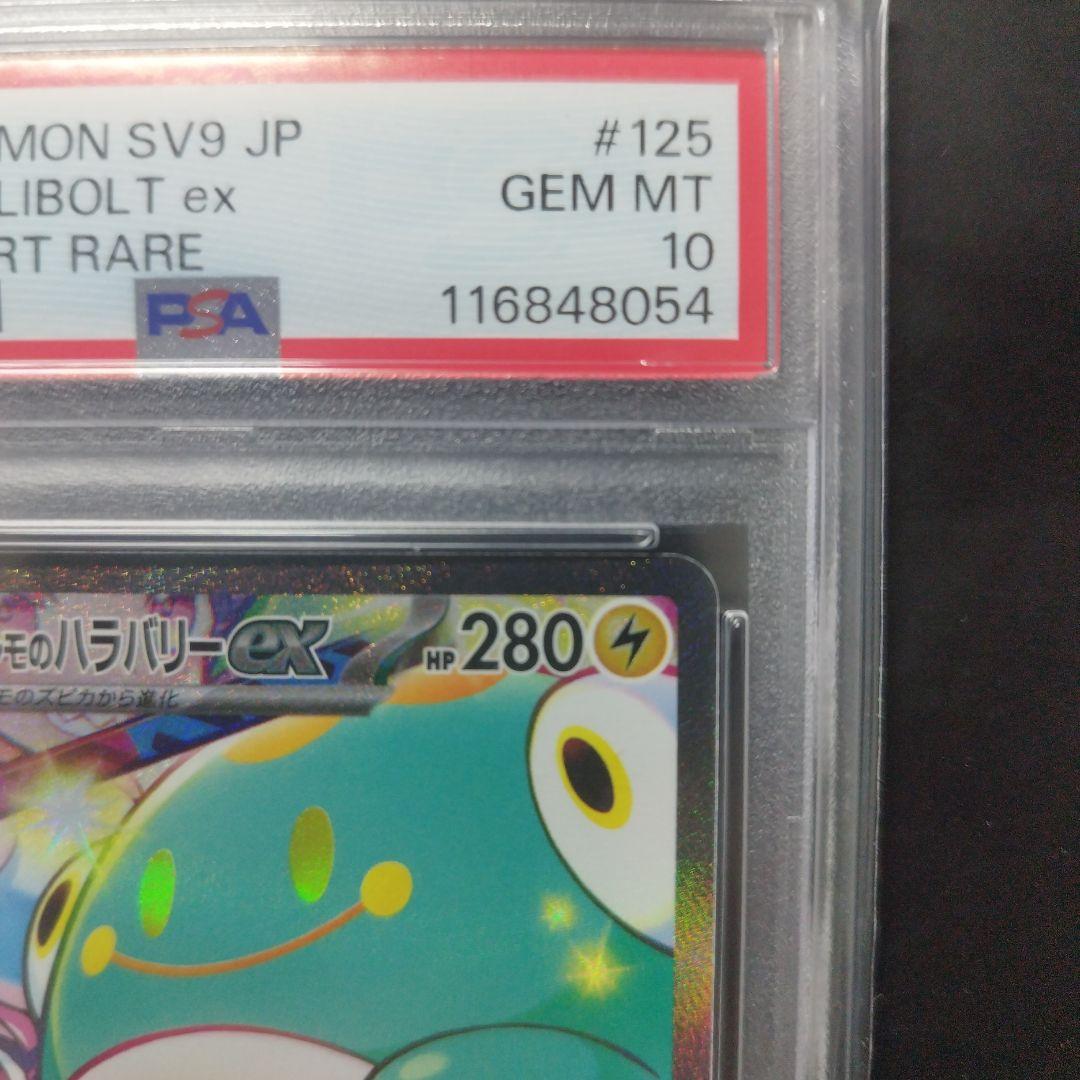 MON SV9 JP #125
LIBOLT ex GEM MT
RT RARE 10
PSA 116848054
モのハラバリーex HP 280
モのズピカから進化